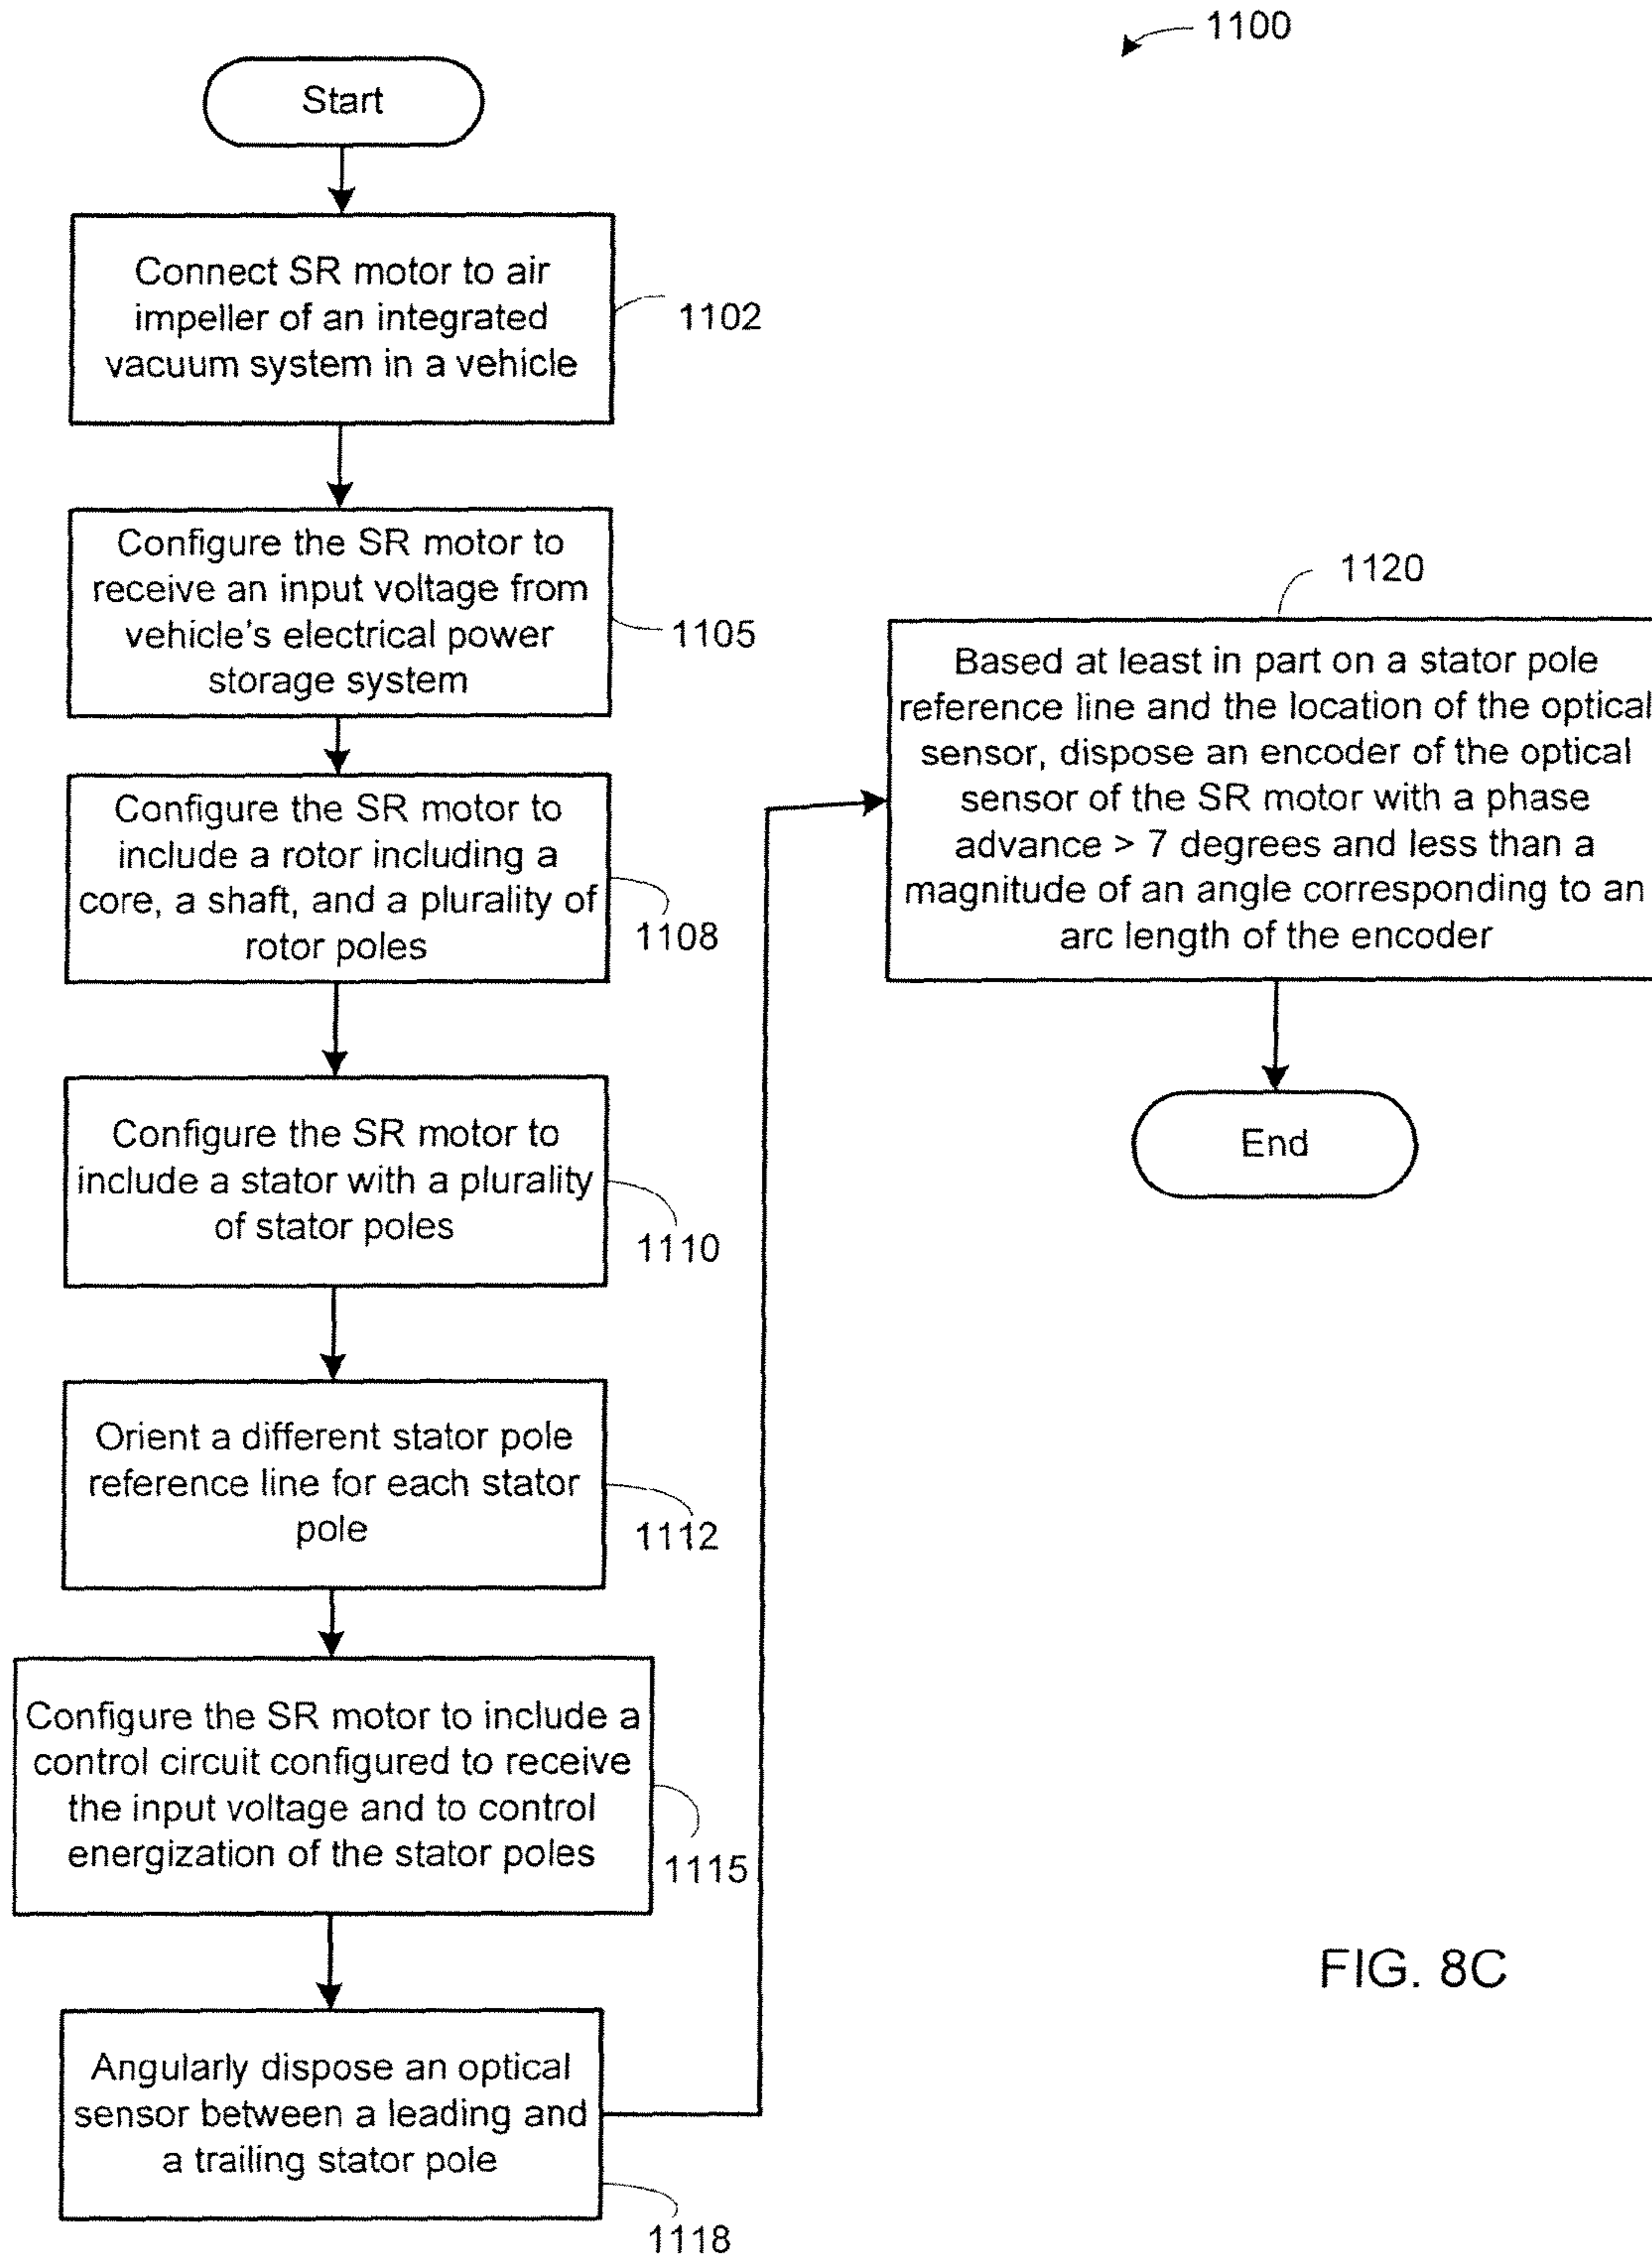 1100
Start
Connect SR motor to air
impeller of an integrated
vacuum system in a vehicle
1102
Configure the SR motor to
receive an input voltage from
vehicle's electrical power
storage system
1105
Configure the SR motor to
include a rotor including a
core, a shaft, and a plurality of
rotor poles
1108
Configure the SR motor to
include a stator with a plurality
of stator poles
1110
Orient a different stator pole
reference line for each stator
pole
1112
Configure the SR motor to include a
control circuit configured to receive
the input voltage and to control
energization of the stator poles
1115
Angularly dispose an optical
sensor between a leading and
a trailing stator pole
1118
1120
Based at least in part on a stator pole
reference line and the location of the optical
sensor, dispose an encoder of the optical
sensor of the SR motor with a phase
advance > 7 degrees and less than a
magnitude of an angle corresponding to an
arc length of the encoder
End
FIG. 8C